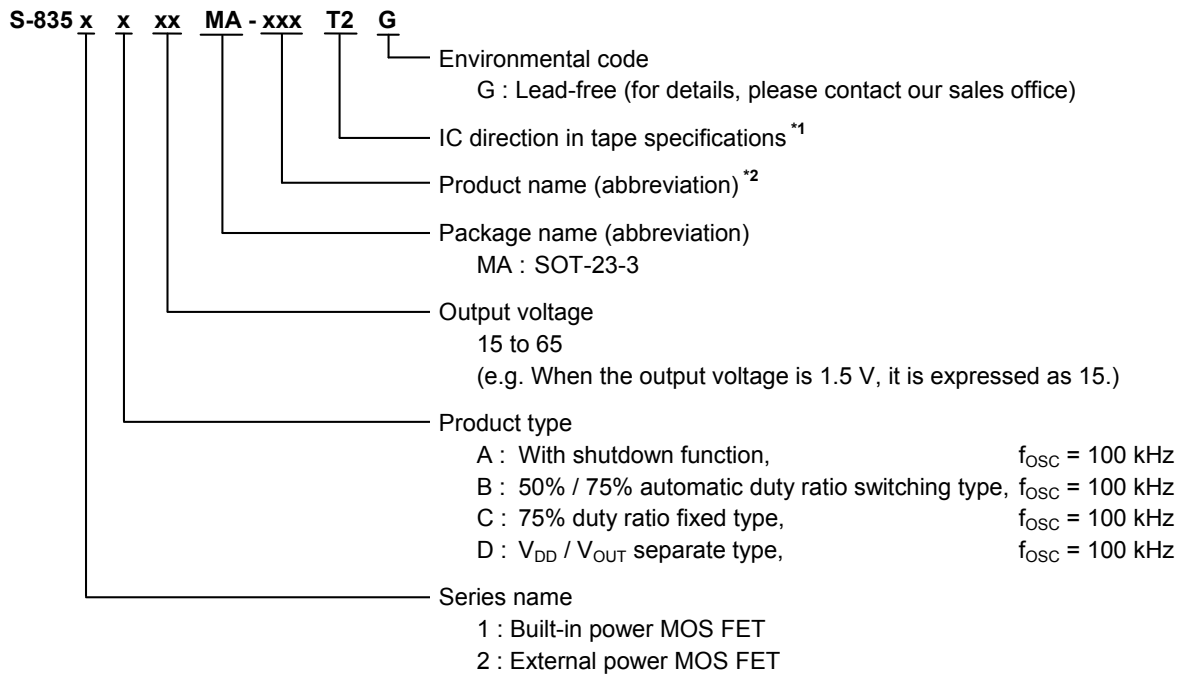 S-835 x x xx MA - xxx T2 G
Environmental code
G : Lead-free (for details, please contact our sales office)
IC direction in tape specifications *1
Product name (abbreviation) *2
Package name (abbreviation)
MA : SOT-23-3
Output voltage
15 to 65
(e.g. When the output voltage is 1.5 V, it is expressed as 15.)
Product type
A : With shutdown function, fOSC = 100 kHz
B : 50% / 75% automatic duty ratio switching type, fOSC = 100 kHz
C : 75% duty ratio fixed type, fOSC = 100 kHz
D : VDD / VOUT separate type, fOSC = 100 kHz
Series name
1 : Built-in power MOS FET
2 : External power MOS FET